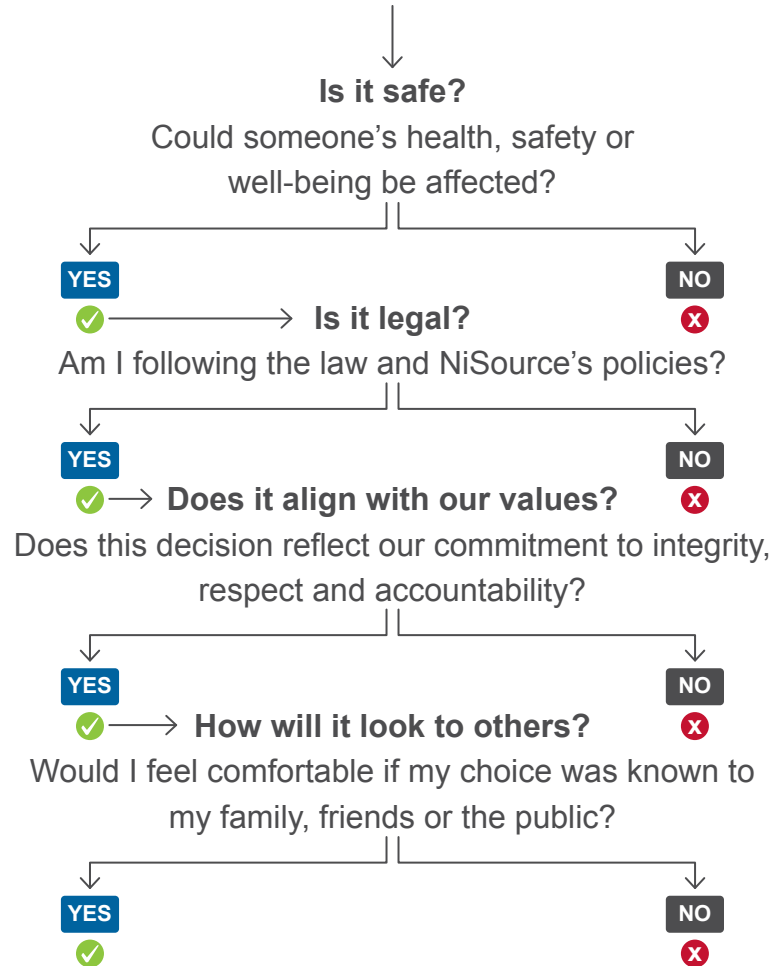 Is it safe?
Could someone’s health, safety or
well-being be affected?
YES
NO
Is it legal?
X
Am I following the law and NiSource’s policies?
YES
NO
Does it align with our values?
X
Does this decision reflect our commitment to integrity,
respect and accountability?
YES
NO
How will it look to others?
X
Would I feel comfortable if my choice was known to
my family, friends or the public?
YES
NO
X